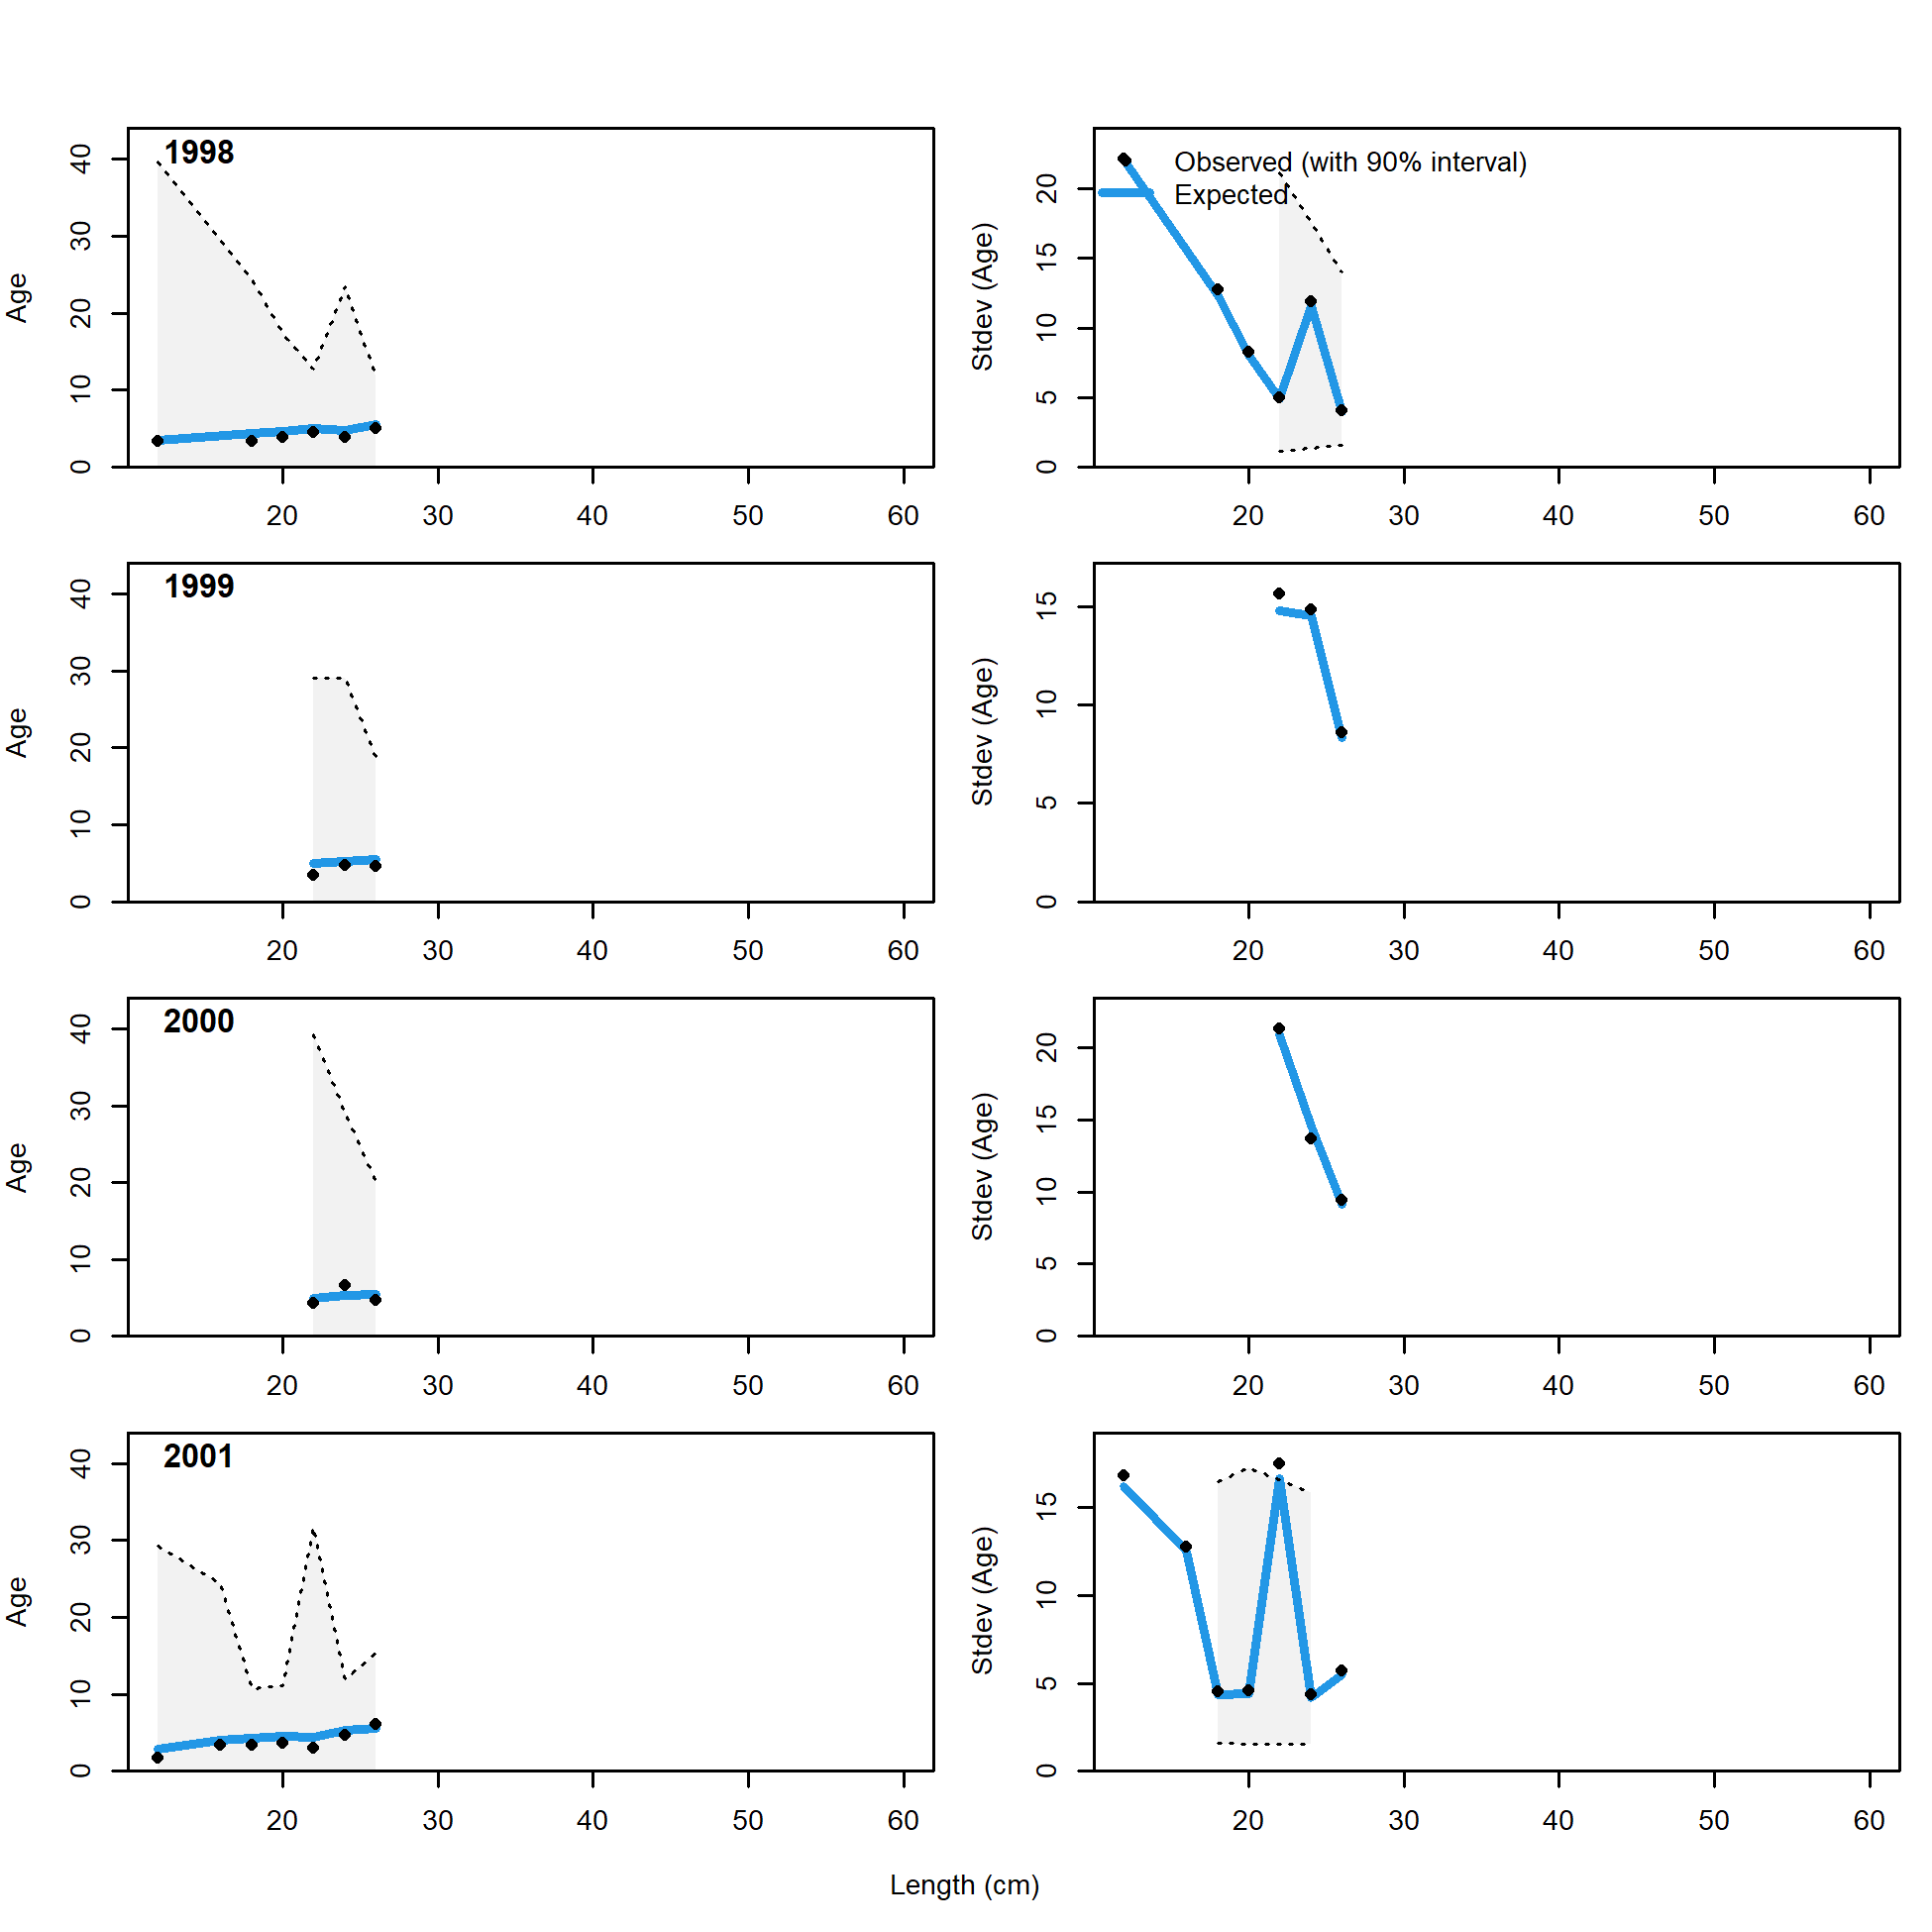 1998
Age
0 10 20 30 40
20 30 40 50 60
Observed (with 90% interval)
Expected
Stdev (Age)
0 5 10 15 20
20 30 40 50 60
1999
Age
0 10 20 30 40
20 30 40 50 60
Stdev (Age)
0 5 10 15
20 30 40 50 60
2000
Age
0 10 20 30 40
20 30 40 50 60
Stdev (Age)
0 5 10 15 20
20 30 40 50 60
2001
Age
0 10 20 30 40
20 30 40 50 60
Stdev (Age)
0 5 10 15
20 30 40 50 60
Length (cm)